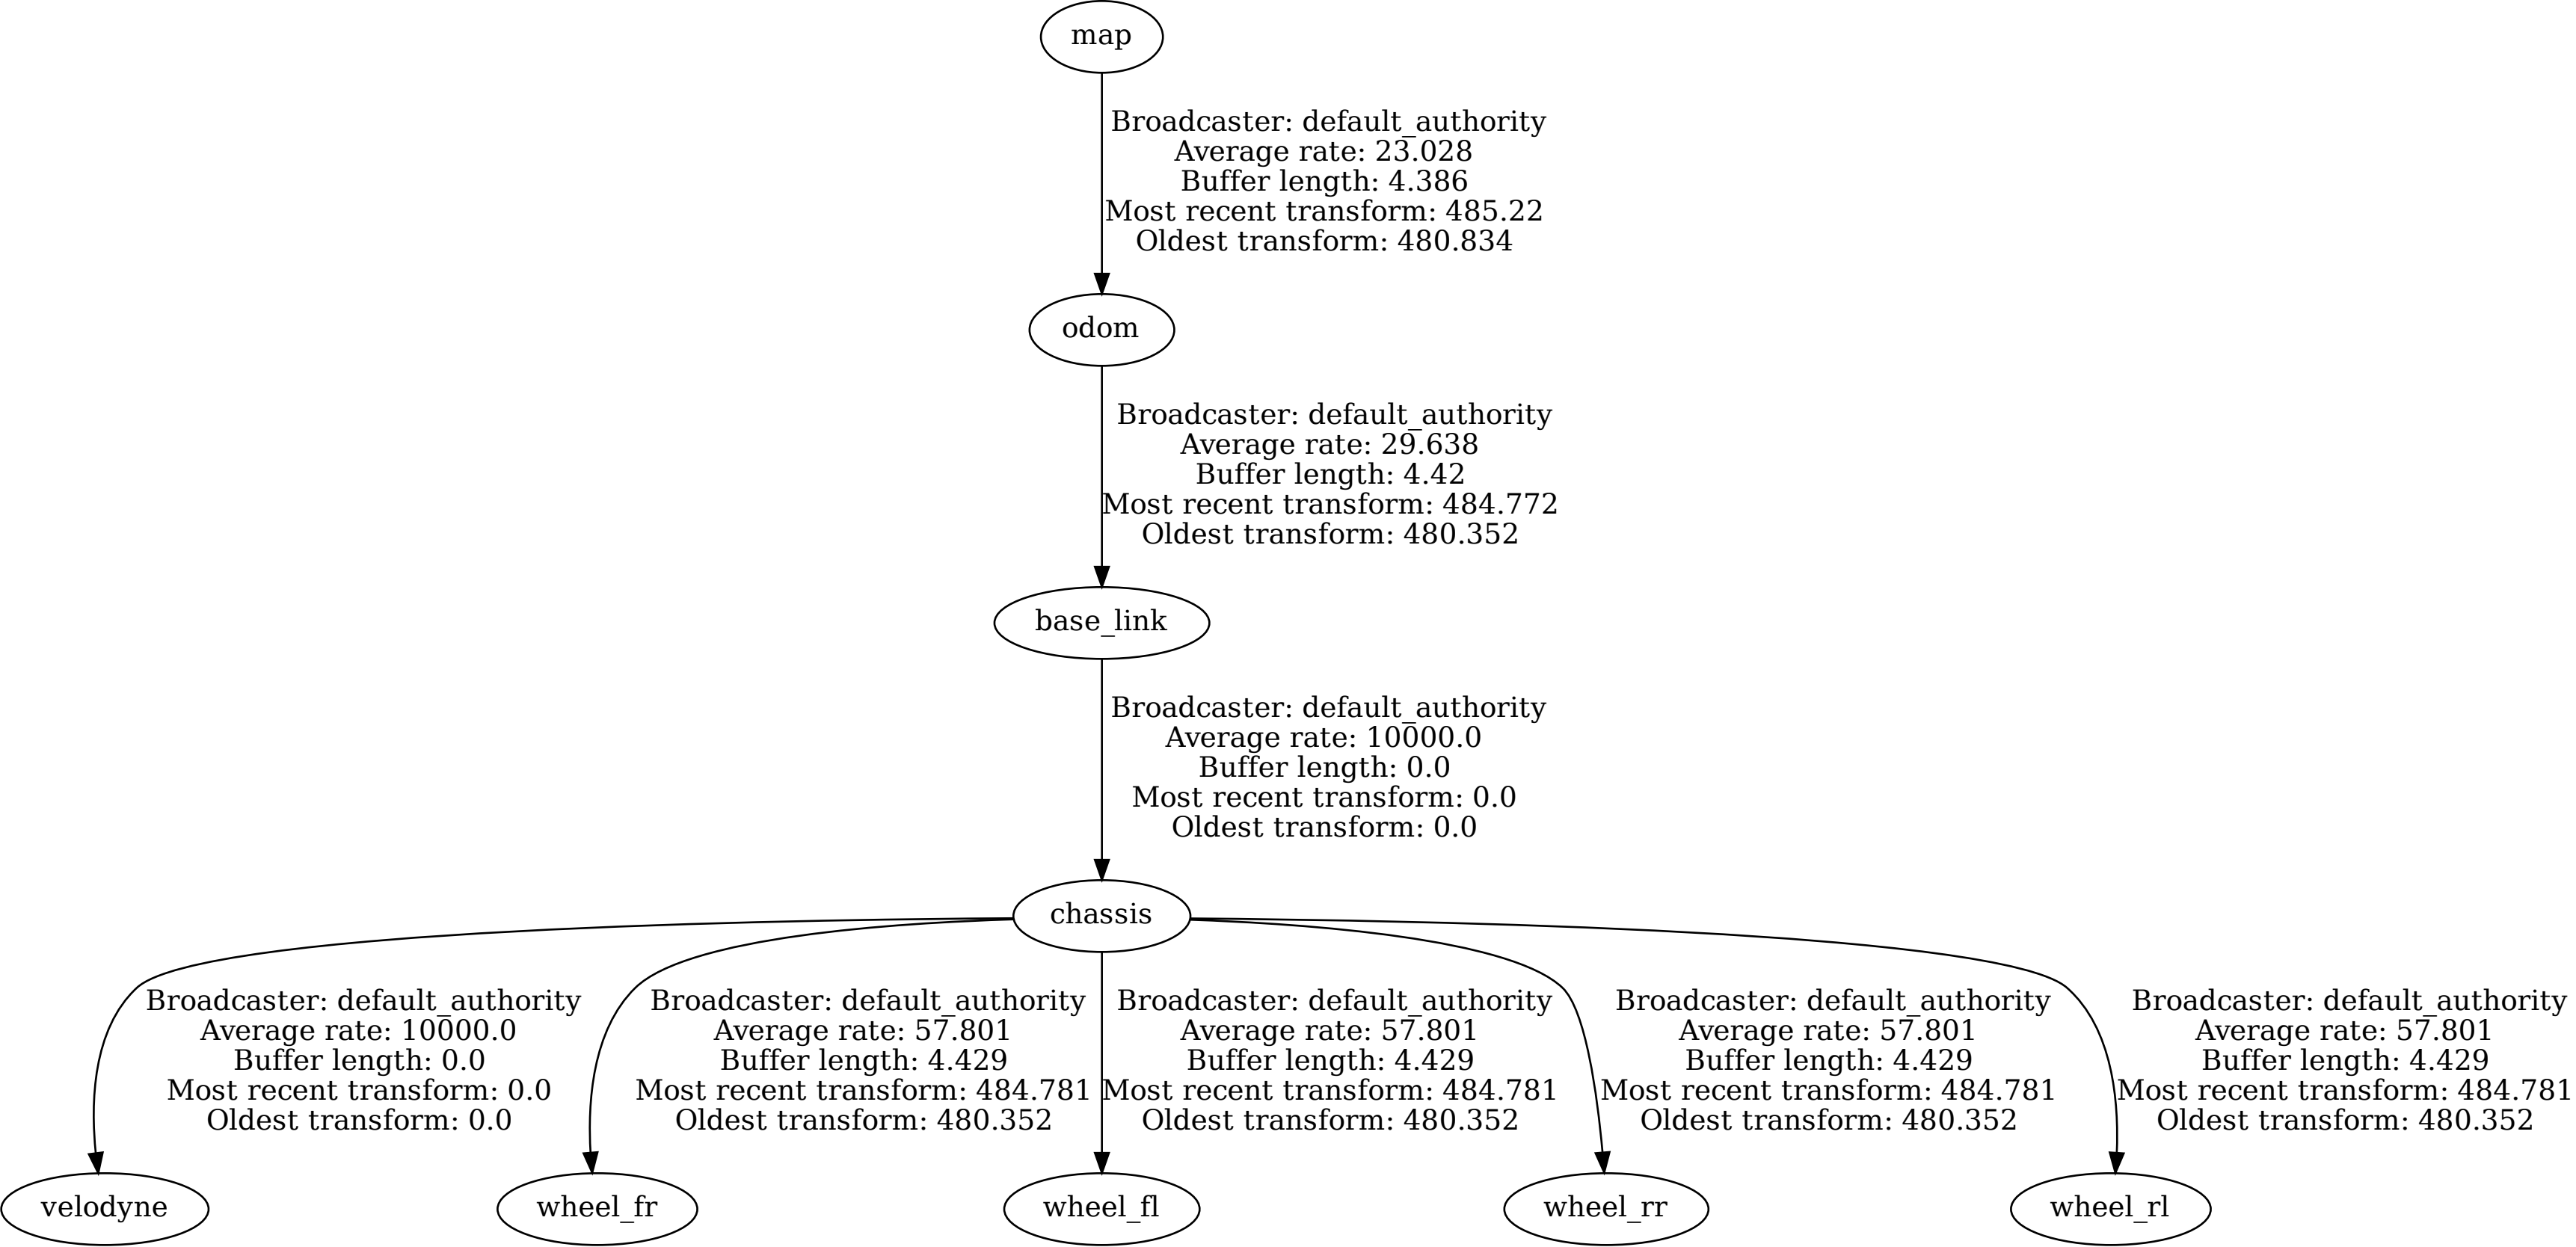 map
Broadcaster: default_authority
Average rate: 23.028
Buffer length: 4.386
Most recent transform: 485.22
Oldest transform: 480.834
odom
Broadcaster: default_authority
Average rate: 29.638
Buffer length: 4.42
Most recent transform: 484.772
Oldest transform: 480.352
base_link
Broadcaster: default_authority
Average rate: 10000.0
Buffer length: 0.0
Most recent transform: 0.0
Oldest transform: 0.0
chassis
Broadcaster: default_authority
Average rate: 10000.0
Buffer length: 0.0
Most recent transform: 0.0
Oldest transform: 0.0
Broadcaster: default_authority
Average rate: 57.801
Buffer length: 4.429
Most recent transform: 484.781
Oldest transform: 480.352
Broadcaster: default_authority
Average rate: 57.801
Buffer length: 4.429
Most recent transform: 484.781
Oldest transform: 480.352
Broadcaster: default_authority
Average rate: 57.801
Buffer length: 4.429
Most recent transform: 484.781
Oldest transform: 480.352
Broadcaster: default_authority
Average rate: 57.801
Buffer length: 4.429
Most recent transform: 484.781
Oldest transform: 480.352
velodyne
wheel_fr
wheel_fl
wheel_rr
wheel_rl